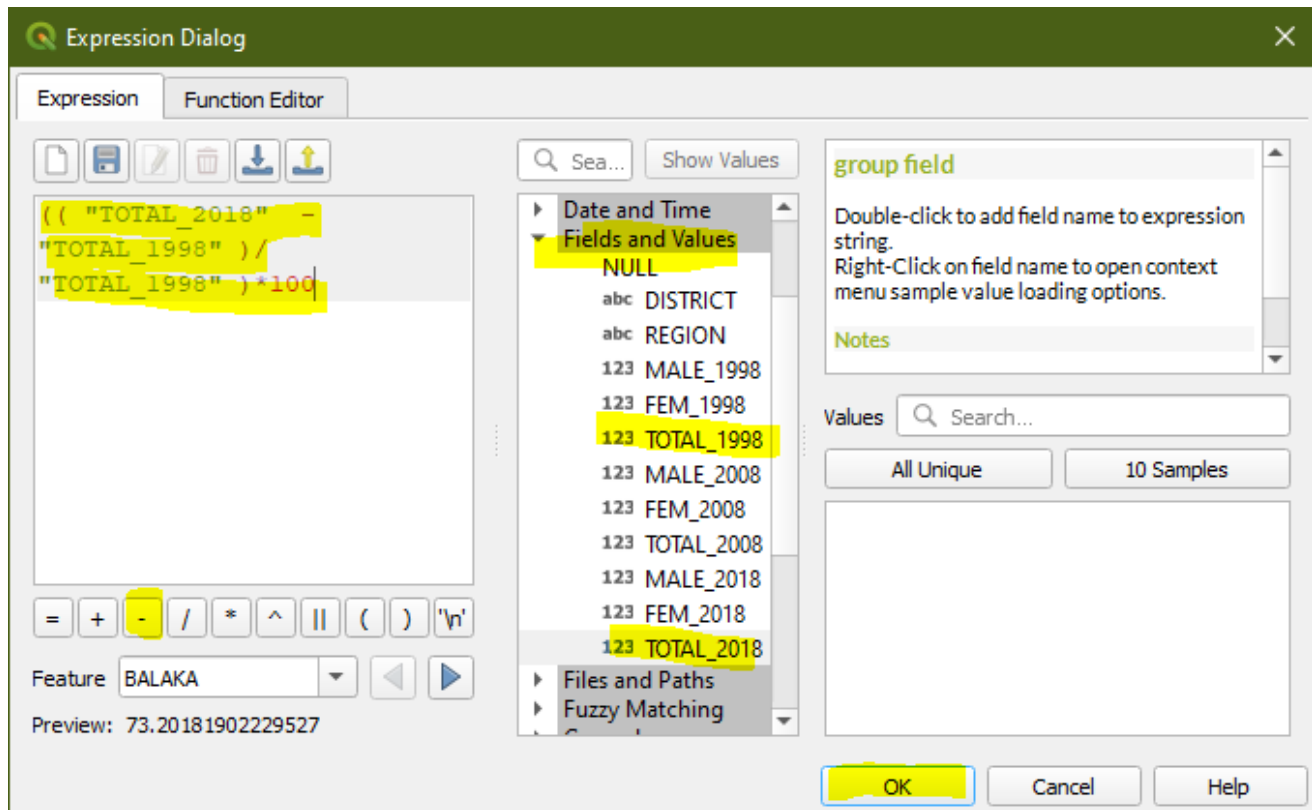 Expression Dialog
Expression
Function Editor
(( "TOTAL_2018" -
"TOTAL_1998" )/
"TOTAL_1998" )*100
= + - / * ^ || ( ) '\n'
Feature BALAKA
Preview: 73.20181902229527
Sea...
Show Values
Date and Time
Fields and Values
NULL
abc DISTRICT
abc REGION
123 MALE_1998
123 FEM_1998
123 TOTAL_1998
123 MALE_2008
123 FEM_2008
123 TOTAL_2008
123 MALE_2018
123 FEM_2018
123 TOTAL_2018
Files and Paths
Fuzzy Matching
group field
Double-click to add field name to expression
string.
Right-Click on field name to open context
menu sample value loading options.
Notes
Values Search...
All Unique
10 Samples
OK
Cancel
Help